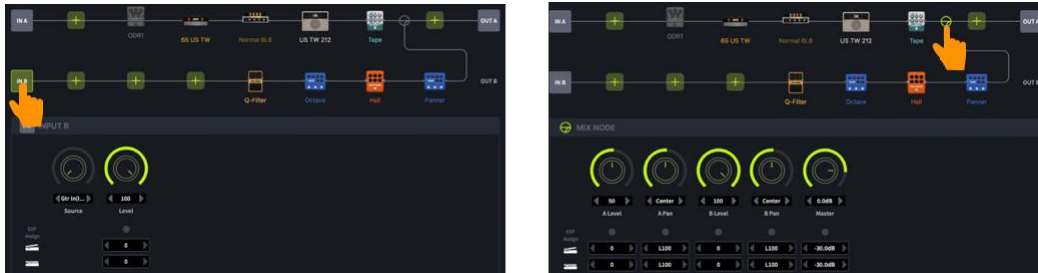 IN A
ODR1
65 US TW
Normal 6L6
US TW 212
Tape
OUT A
IN B
Q-Filter
Octave
Hall
Panner
OUT B
INPUT B
Gtr In(I...
100
Source
Level
EXP
Assign
0
0
IN A
ODR1
65 US TW
Normal 6L6
US TW 212
Tape
OUT A
IN B
Q-Filter
Octave
Hall
Panner
OUT
MIX NODE
50
Center
100
Center
0.0dB
A Level
A Pan
B Level
B Pan
Master
EXP
Assign
0
L100
0
L100
-30.0dB
0
L100
0
L100
-30.0dB